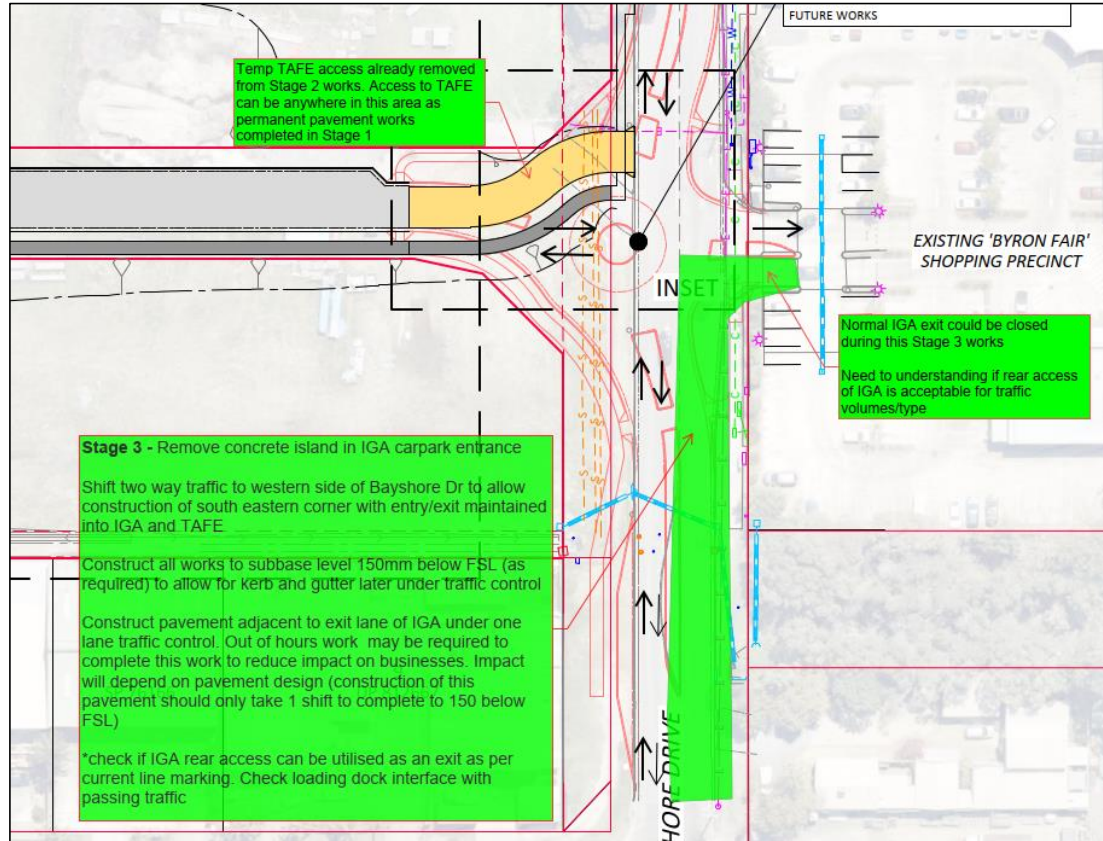 FUTURE WORKS
Temp TAFE access already removed
from Stage 2 works. Access to TAFE
can be anywhere in this area as
permanent pavement works
completed in Stage 1
EXISTING 'BYRON FAIR'
SHOPPING PRECINCT
INSET
Normal IGA exit could be closed
during this Stage 3 works
Need to understanding if rear access
of IGA is acceptable for traffic
volumes/type
Stage 3 - Remove concrete island in IGA carpark entrance
Shift two way traffic to western side of Bayshore Dr to allow
construction of south eastern corner with entry/exit maintained
into IGA and TAFE
Construct all works to subbase level 150mm below FSL (as
required) to allow for kerb and gutter later under traffic control
Construct pavement adjacent to exit lane of IGA under one
lane traffic control. Out of hours work may be required to
complete this work to reduce impact on businesses. Impact
will depend on pavement design (construction of this
pavement should only take 1 shift to complete to 150 below
FSL)
*check if IGA rear access can be utilised as an exit as per
current line marking. Check loading dock interface with
passing traffic
HORE DRIVE